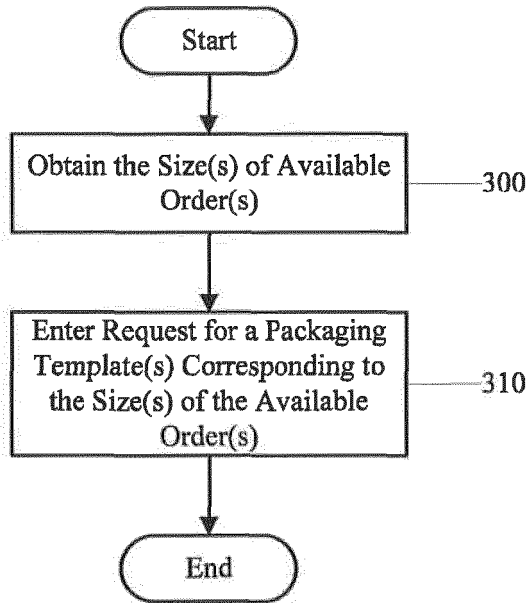 Start
Obtain the Size(s) of Available
Order(s)
300
Enter Request for a Packaging
Template(s) Corresponding to
the Size(s) of the Available
Order(s)
310
End